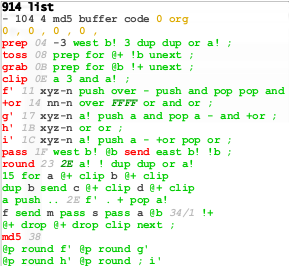 914 list
- 104 4 md5 buffer code 0 org
0 , 0 , 0 , 0 ,
prep 04 -3 west b! 3 dup dup or a! ;
toss 08 prep for @+ !b unext ;
grab 0B prep for @b !+ unext ;
clip 0E a 3 and a! ;
f' 11 xyz-n push over - push and pop pop and
+or 14 nn-n over FFFF or and or ;
g' 17 xyz-n a! push a and pop a - and +or ;
h' 1B xyz-n or or ;
i' 1C xyz-n a! push a - +or pop or ;
pass 1F west b! @b send east b! !b ;
round 23 2E a! ! dup dup or a!
15 for a @+ clip b @+ clip
dup b send c @+ clip d @+ clip
a push .. 2E f' . + pop a!
f send m pass s pass a @b 34/1 !+
@+ drop @+ drop clip next ;
md5 38
@p round f' @p round g'
@p round h' @p round ; i'